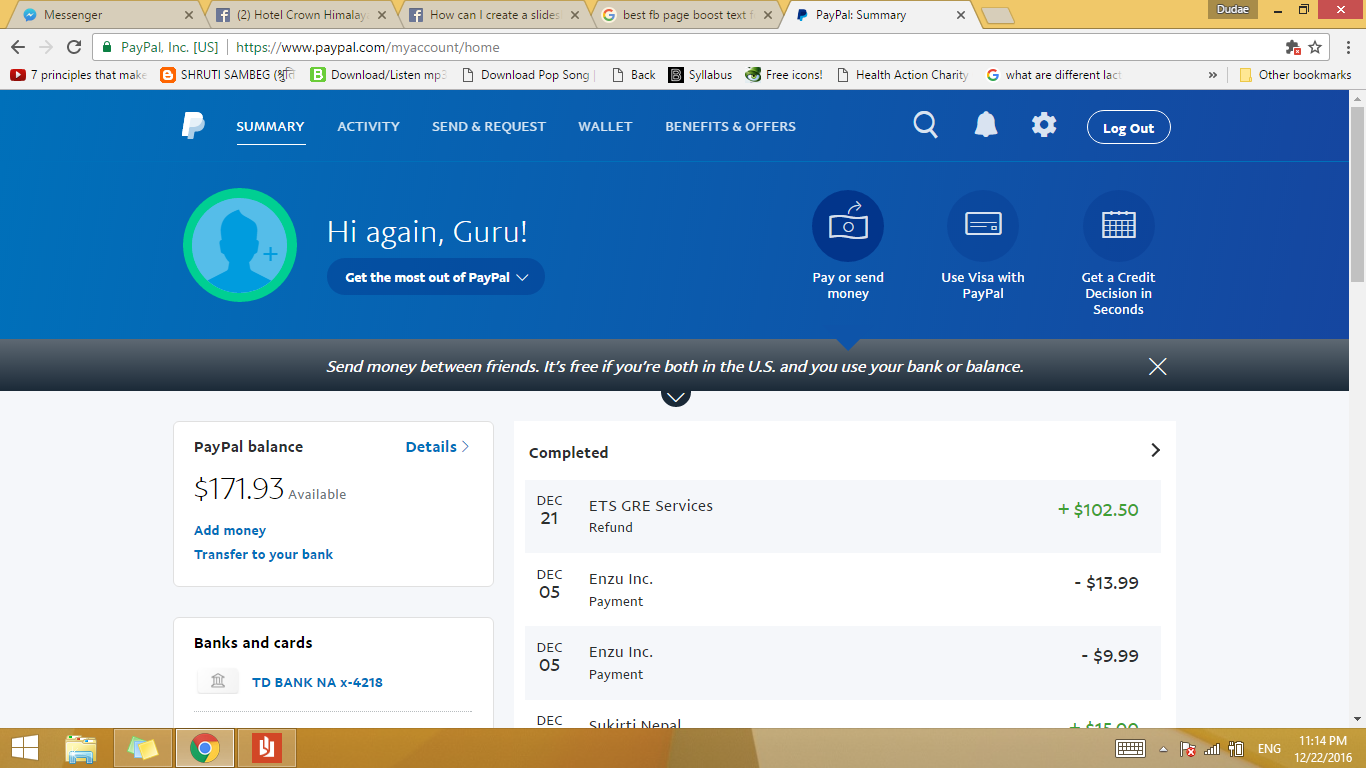 Messenger
(2) Hotel Crown Himalaya
How can I create a slides
best fb page boost text f
PayPal: Summary
Dudae
PayPal, Inc. [US]
https://www.paypal.com/myaccount/home
7 principles that make
SHRUTI SAMBEG
Download/Listen mp3
Download Pop Song
Back
Syllabus
Free icons!
Health Action Charity
what are different lact
»
Other bookmarks
SUMMARY
ACTIVITY
SEND & REQUEST
WALLET
BENEFITS & OFFERS
Log Out
Hi again, Guru!
Get the most out of PayPal
Pay or send
money
Use Visa with
PayPal
Get a Credit
Decision in
Seconds
Send money between friends. It's free if you're both in the U.S. and you use your bank or balance.
PayPal balance
Details
$171.93 Available
Add money
Transfer to your bank
Banks and cards
TD BANK NA x-4218
Completed
DEC
21
ETS GRE Services
Refund
+ $102.50
DEC
05
Enzu Inc.
Payment
- $13.99
DEC
05
Enzu Inc.
Payment
- $9.99
DEC
Sukirti Nepal
+ $15.00
ENG
11:14 PM
12/22/2016